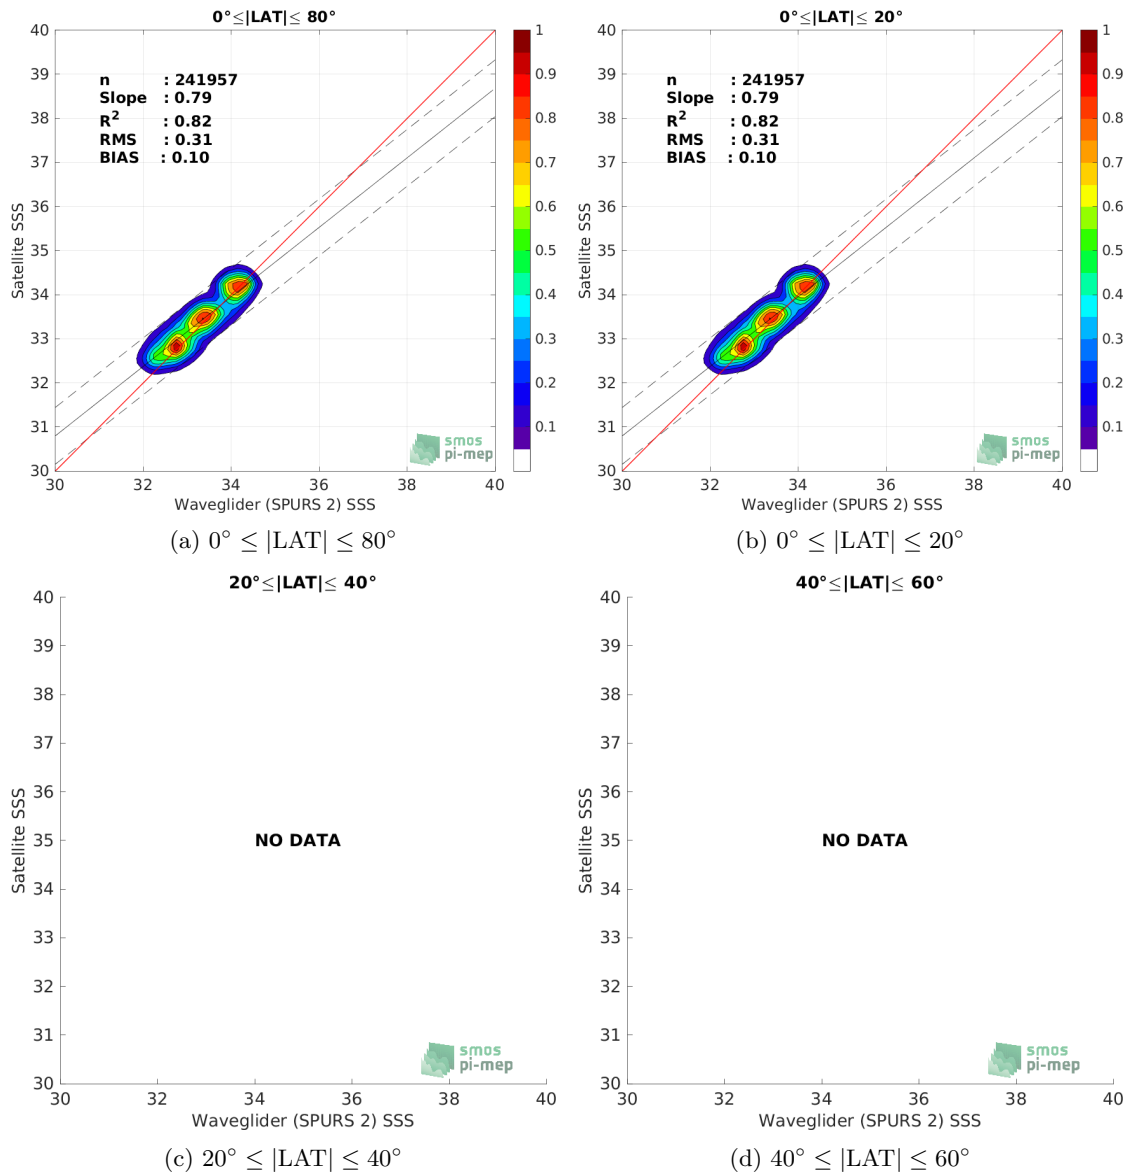 0°≤|LAT|≤ 80°
40
39
38
37
36
35
34
33
32
31
30
Satellite SSS
n : 241957
Slope : 0.79
R² : 0.82
RMS : 0.31
BIAS : 0.10
1
0.9
0.8
0.7
0.6
0.5
0.4
0.3
0.2
0.1
smos
pi-mep
30 32 34 36 38 40
Waveglider (SPURS 2) SSS
(a) 0° ≤ |LAT| ≤ 80°
0°≤|LAT|≤ 20°
40
39
38
37
36
35
34
33
32
31
30
Satellite SSS
n : 241957
Slope : 0.79
R² : 0.82
RMS : 0.31
BIAS : 0.10
1
0.9
0.8
0.7
0.6
0.5
0.4
0.3
0.2
0.1
smos
pi-mep
30 32 34 36 38 40
Waveglider (SPURS 2) SSS
(b) 0° ≤ |LAT| ≤ 20°
20°≤|LAT|≤ 40°
40
39
38
37
36
35
34
33
32
31
30
Satellite SSS
NO DATA
smos
pi-mep
30 32 34 36 38 40
Waveglider (SPURS 2) SSS
(c) 20° ≤ |LAT| ≤ 40°
40°≤|LAT|≤ 60°
40
39
38
37
36
35
34
33
32
31
30
Satellite SSS
NO DATA
smos
pi-mep
30 32 34 36 38 40
Waveglider (SPURS 2) SSS
(d) 40° ≤ |LAT| ≤ 60°